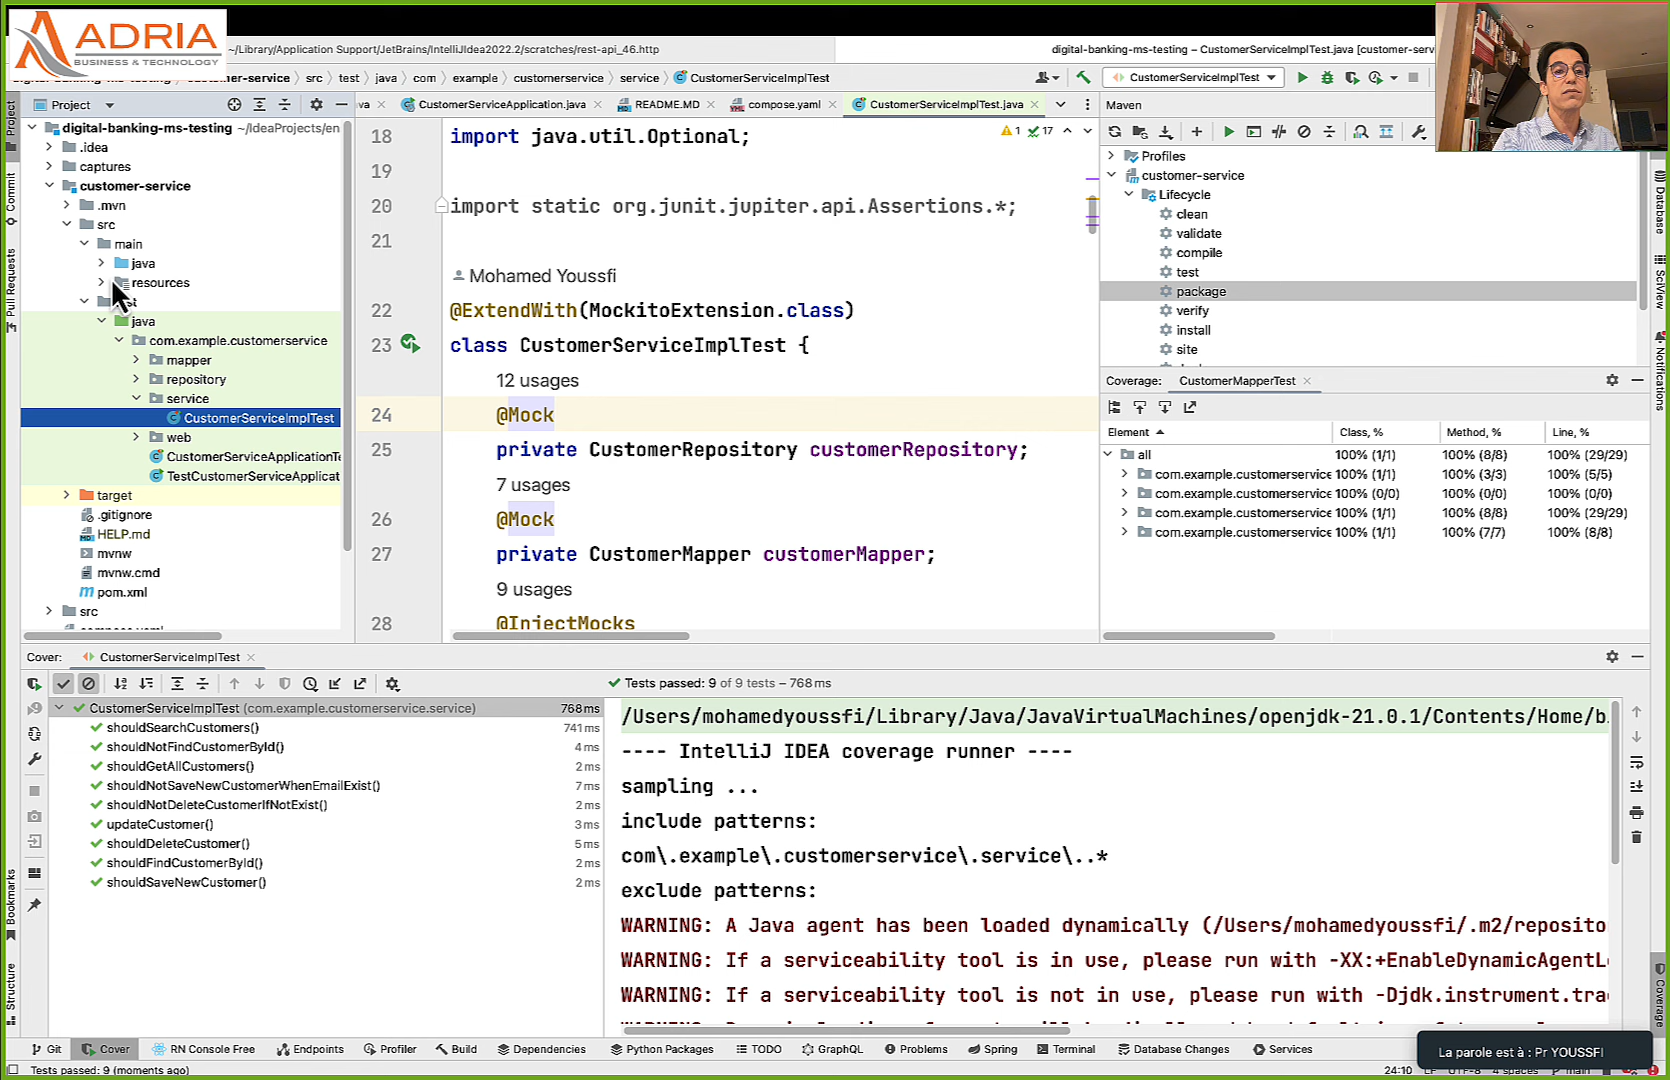 ADRIA
BUSINESS & TECHNOLOGY
~/Library/Application Support/JetBrains/IntelliJIdea2022.2/scratches/rest-api_46.http
digital-banking-ms-testing – CustomerServiceImplTest.java [customer-serv
src
test
java
com
example
customerservice
service
CustomerServiceImplTest
CustomerServiceImplTest
Project
CustomerServiceApplication.java
README.MD
compose.yaml
CustomerServiceImplTest.java
Maven
Project
Commit
Pull Requests
Bookmarks
Structure
digital-banking-ms-testing ~/IdeaProjects/en
.idea
captures
customer-service
.mvn
src
main
java
resources
java
com.example.customerservice
mapper
repository
service
CustomerServiceImplTest
web
CustomerServiceApplicationTe
TestCustomerServiceApplicat
target
.gitignore
HELP.md
mvnw
mvnw.cmd
pom.xml
src
18 import java.util.Optional;
19
20 import static org.junit.jupiter.api.Assertions.*;
21
Mohamed Youssfi
22 @ExtendWith(MockitoExtension.class)
23 class CustomerServiceImplTest {
12 usages
24 @Mock
25 private CustomerRepository customerRepository;
7 usages
26 @Mock
27 private CustomerMapper customerMapper;
9 usages
28 @InjectMocks
1 17
Profiles
customer-service
Lifecycle
clean
validate
compile
test
package
verify
install
site
Coverage: CustomerMapperTest
Element Class, % Method, % Line, %
all 100% (1/1) 100% (8/8) 100% (29/29)
com.example.customerservice 100% (1/1) 100% (3/3) 100% (5/5)
com.example.customerservice 100% (0/0) 100% (0/0) 100% (0/0)
com.example.customerservice 100% (1/1) 100% (8/8) 100% (29/29)
com.example.customerservice 100% (1/1) 100% (7/7) 100% (8/8)
Database
SciView
Notifications
Coverage
Cover: CustomerServiceImplTest
Tests passed: 9 of 9 tests – 768 ms
CustomerServiceImplTest (com.example.customerservice.service) 768 ms
shouldSearchCustomers() 741 ms
shouldNotFindCustomerById() 4 ms
shouldGetAllCustomers() 2 ms
shouldNotSaveNewCustomerWhenEmailExist() 7 ms
shouldNotDeleteCustomerIfNotExist() 2 ms
updateCustomer() 3 ms
shouldDeleteCustomer() 5 ms
shouldFindCustomerById() 2 ms
shouldSaveNewCustomer() 2 ms
/Users/mohamedyoussfi/Library/Java/JavaVirtualMachines/openjdk-21.0.1/Contents/Home/b
---- IntelliJ IDEA coverage runner ----
sampling ...
include patterns:
com\.example\.customerservice\.service\..*
exclude patterns:
WARNING: A Java agent has been loaded dynamically (/Users/mohamedyoussfi/.m2/reposito
WARNING: If a serviceability tool is in use, please run with -XX:+EnableDynamicAgentL
WARNING: If a serviceability tool is not in use, please run with -Djdk.instrument.tra
Git
Cover
RN Console Free
Endpoints
Profiler
Build
Dependencies
Python Packages
TODO
GraphQL
Problems
Spring
Terminal
Database Changes
Services
La parole est à : Pr YOUSSFI
Tests passed: 9 (moments ago)
24:10